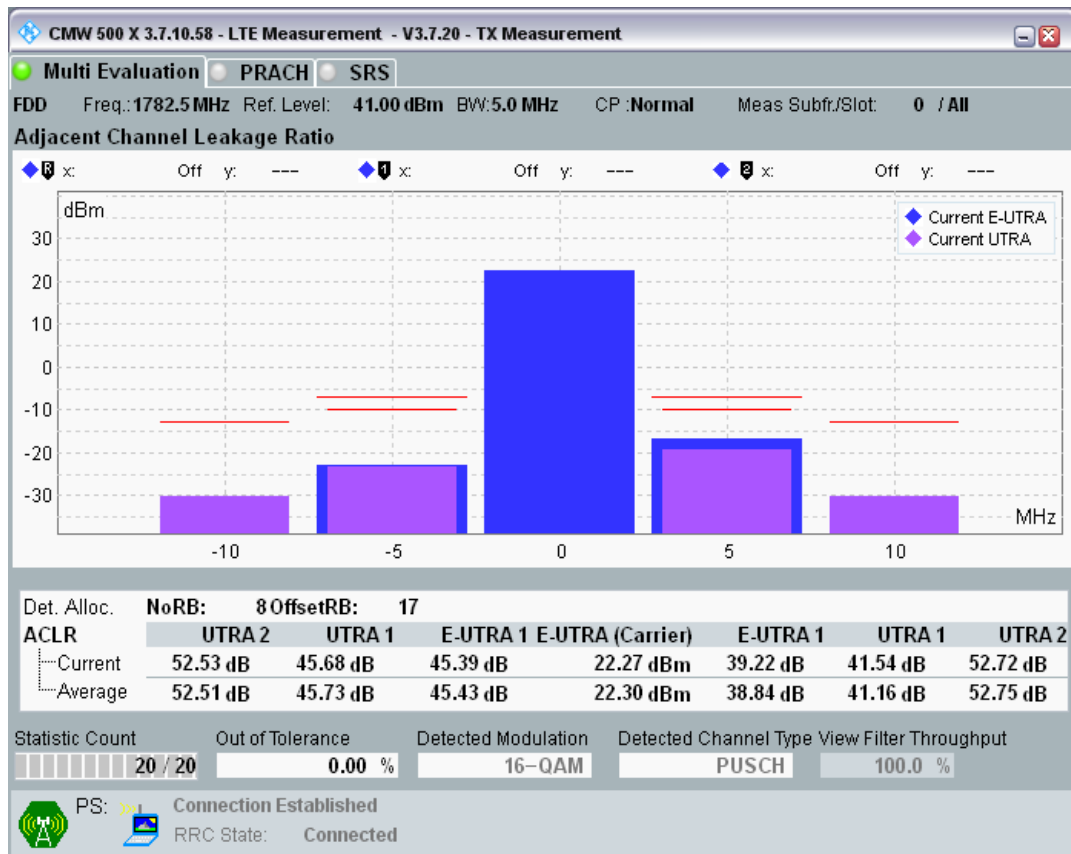 CMW 500 X 3.7.10.58 - LTE Measurement - V3.7.20 - TX Measurement
Multi Evaluation PRACH SRS
FDD Freq.:1782.5 MHz Ref. Level: 41.00 dBm BW:5.0 MHz CP :Normal Meas Subfr./Slot: 0 / All
Adjacent Channel Leakage Ratio
R x: Off y: --- 1 x: Off y: --- 2 x: Off y: ---
dBm
Current E-UTRA
Current UTRA
30
20
10
0
-10
-20
-30
MHz
-10 -5 0 5 10
Det. Alloc. NoRB: 8 OffsetRB: 17
ACLR UTRA 2 UTRA 1 E-UTRA 1 E-UTRA (Carrier) E-UTRA 1 UTRA 1 UTRA 2
Current 52.53 dB 45.68 dB 45.39 dB 22.27 dBm 39.22 dB 41.54 dB 52.72 dB
Average 52.51 dB 45.73 dB 45.43 dB 22.30 dBm 38.84 dB 41.16 dB 52.75 dB
Statistic Count Out of Tolerance Detected Modulation Detected Channel Type View Filter Throughput
20 / 20 0.00 % 16-QAM PUSCH 100.0 %
PS: Connection Established
RRC State: Connected